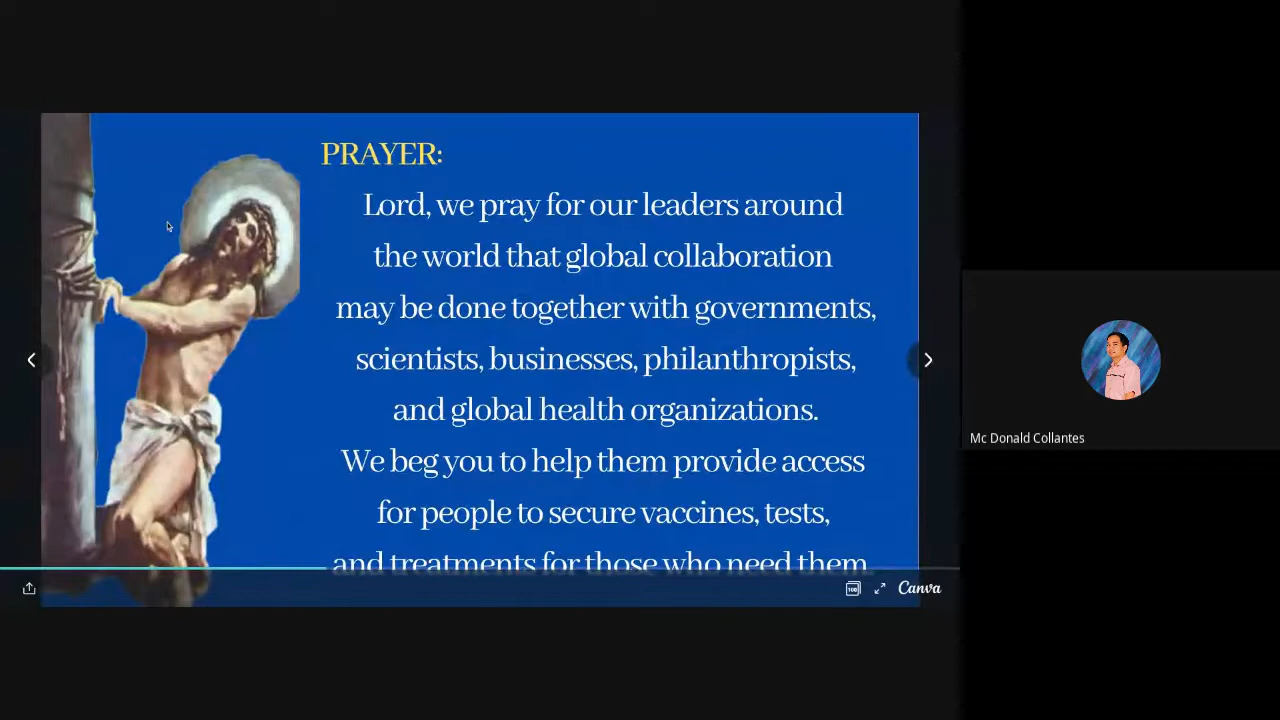 PRAYER:
Lord, we pray for our leaders around
the world that global collaboration
may be done together with governments,
scientists, businesses, philanthropists,
and global health organizations.
We beg you to help them provide access
for people to secure vaccines, tests,
and treatments for those who need them.
Mc Donald Collantes
100
Canva